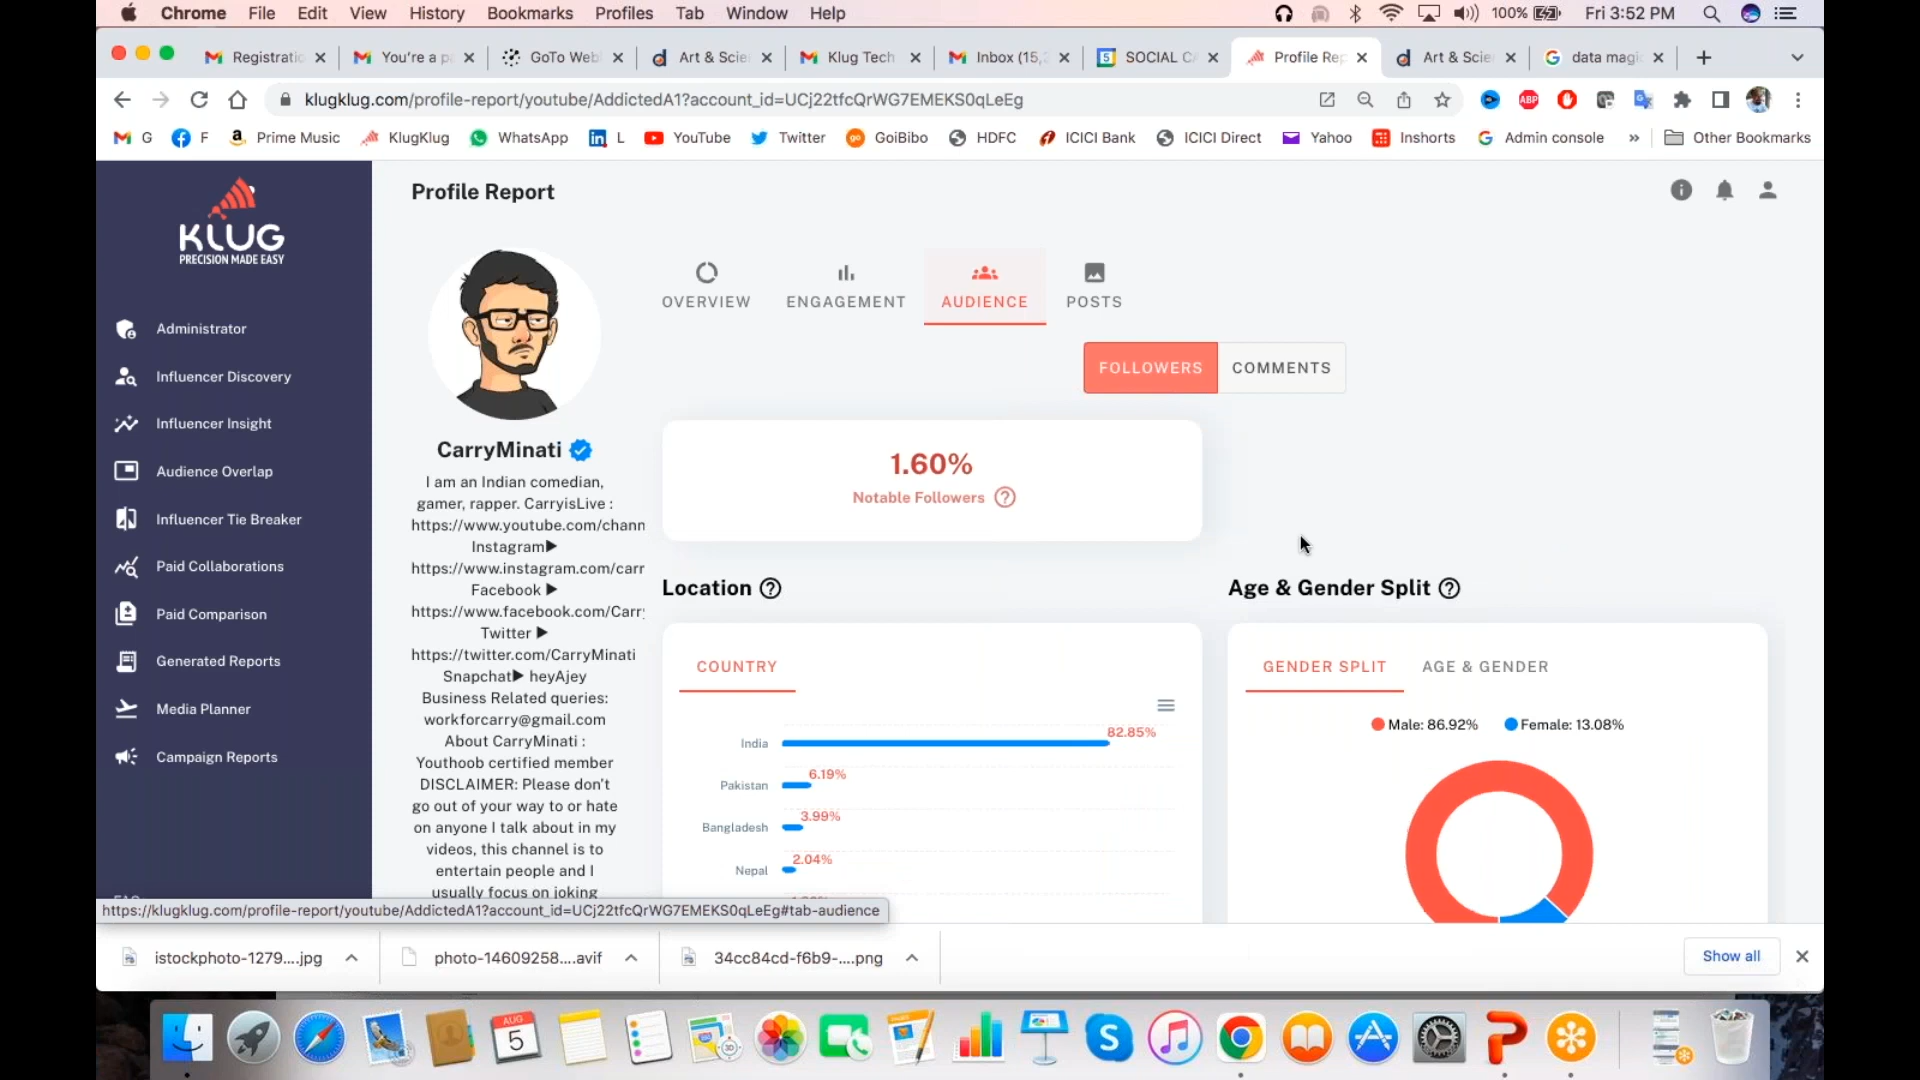 Chrome File Edit View History Bookmarks Profiles Tab Window Help 100% Fri 3:52 PM
Registratio You're a pa GoTo Web Art & Scie Klug Tech Inbox (15, SOCIAL CA Profile Rep Art & Scie data magi
klugklug.com/profile-report/youtube/AddictedA1?account_id=UCj22tfcQrWG7EMEKS0qLeEg
G F Prime Music KlugKlug WhatsApp L YouTube Twitter GoiBibo HDFC ICICI Bank ICICI Direct Yahoo Inshorts Admin console » Other Bookmarks
KLUG
PRECISION MADE EASY
Administrator
Influencer Discovery
Influencer Insight
Audience Overlap
Influencer Tie Breaker
Paid Collaborations
Paid Comparison
Generated Reports
Media Planner
Campaign Reports
Profile Report
CarryMinati
I am an Indian comedian,
gamer, rapper. CarryisLive :
https://www.youtube.com/chann
Instagram▶
https://www.instagram.com/carr
Facebook ▶
https://www.facebook.com/Carr
Twitter ▶
https://twitter.com/CarryMinati
Snapchat▶ heyAjey
Business Related queries:
workforcarry@gmail.com
About CarryMinati :
Youthoob certified member
DISCLAIMER: Please don't
go out of your way to or hate
on anyone I talk about in my
videos, this channel is to
entertain people and I
usually focus on joking
OVERVIEW ENGAGEMENT AUDIENCE POSTS
FOLLOWERS COMMENTS
1.60%
Notable Followers ?
Location ?
COUNTRY
India 82.85%
Pakistan 6.19%
Bangladesh 3.99%
Nepal 2.04%
Age & Gender Split ?
GENDER SPLIT AGE & GENDER
Male: 86.92% Female: 13.08%
https://klugklug.com/profile-report/youtube/AddictedA1?account_id=UCj22tfcQrWG7EMEKS0qLeEg#tab-audience
istockphoto-1279....jpg photo-14609258....avif 34cc84cd-f6b9-....png Show all
AUG
5